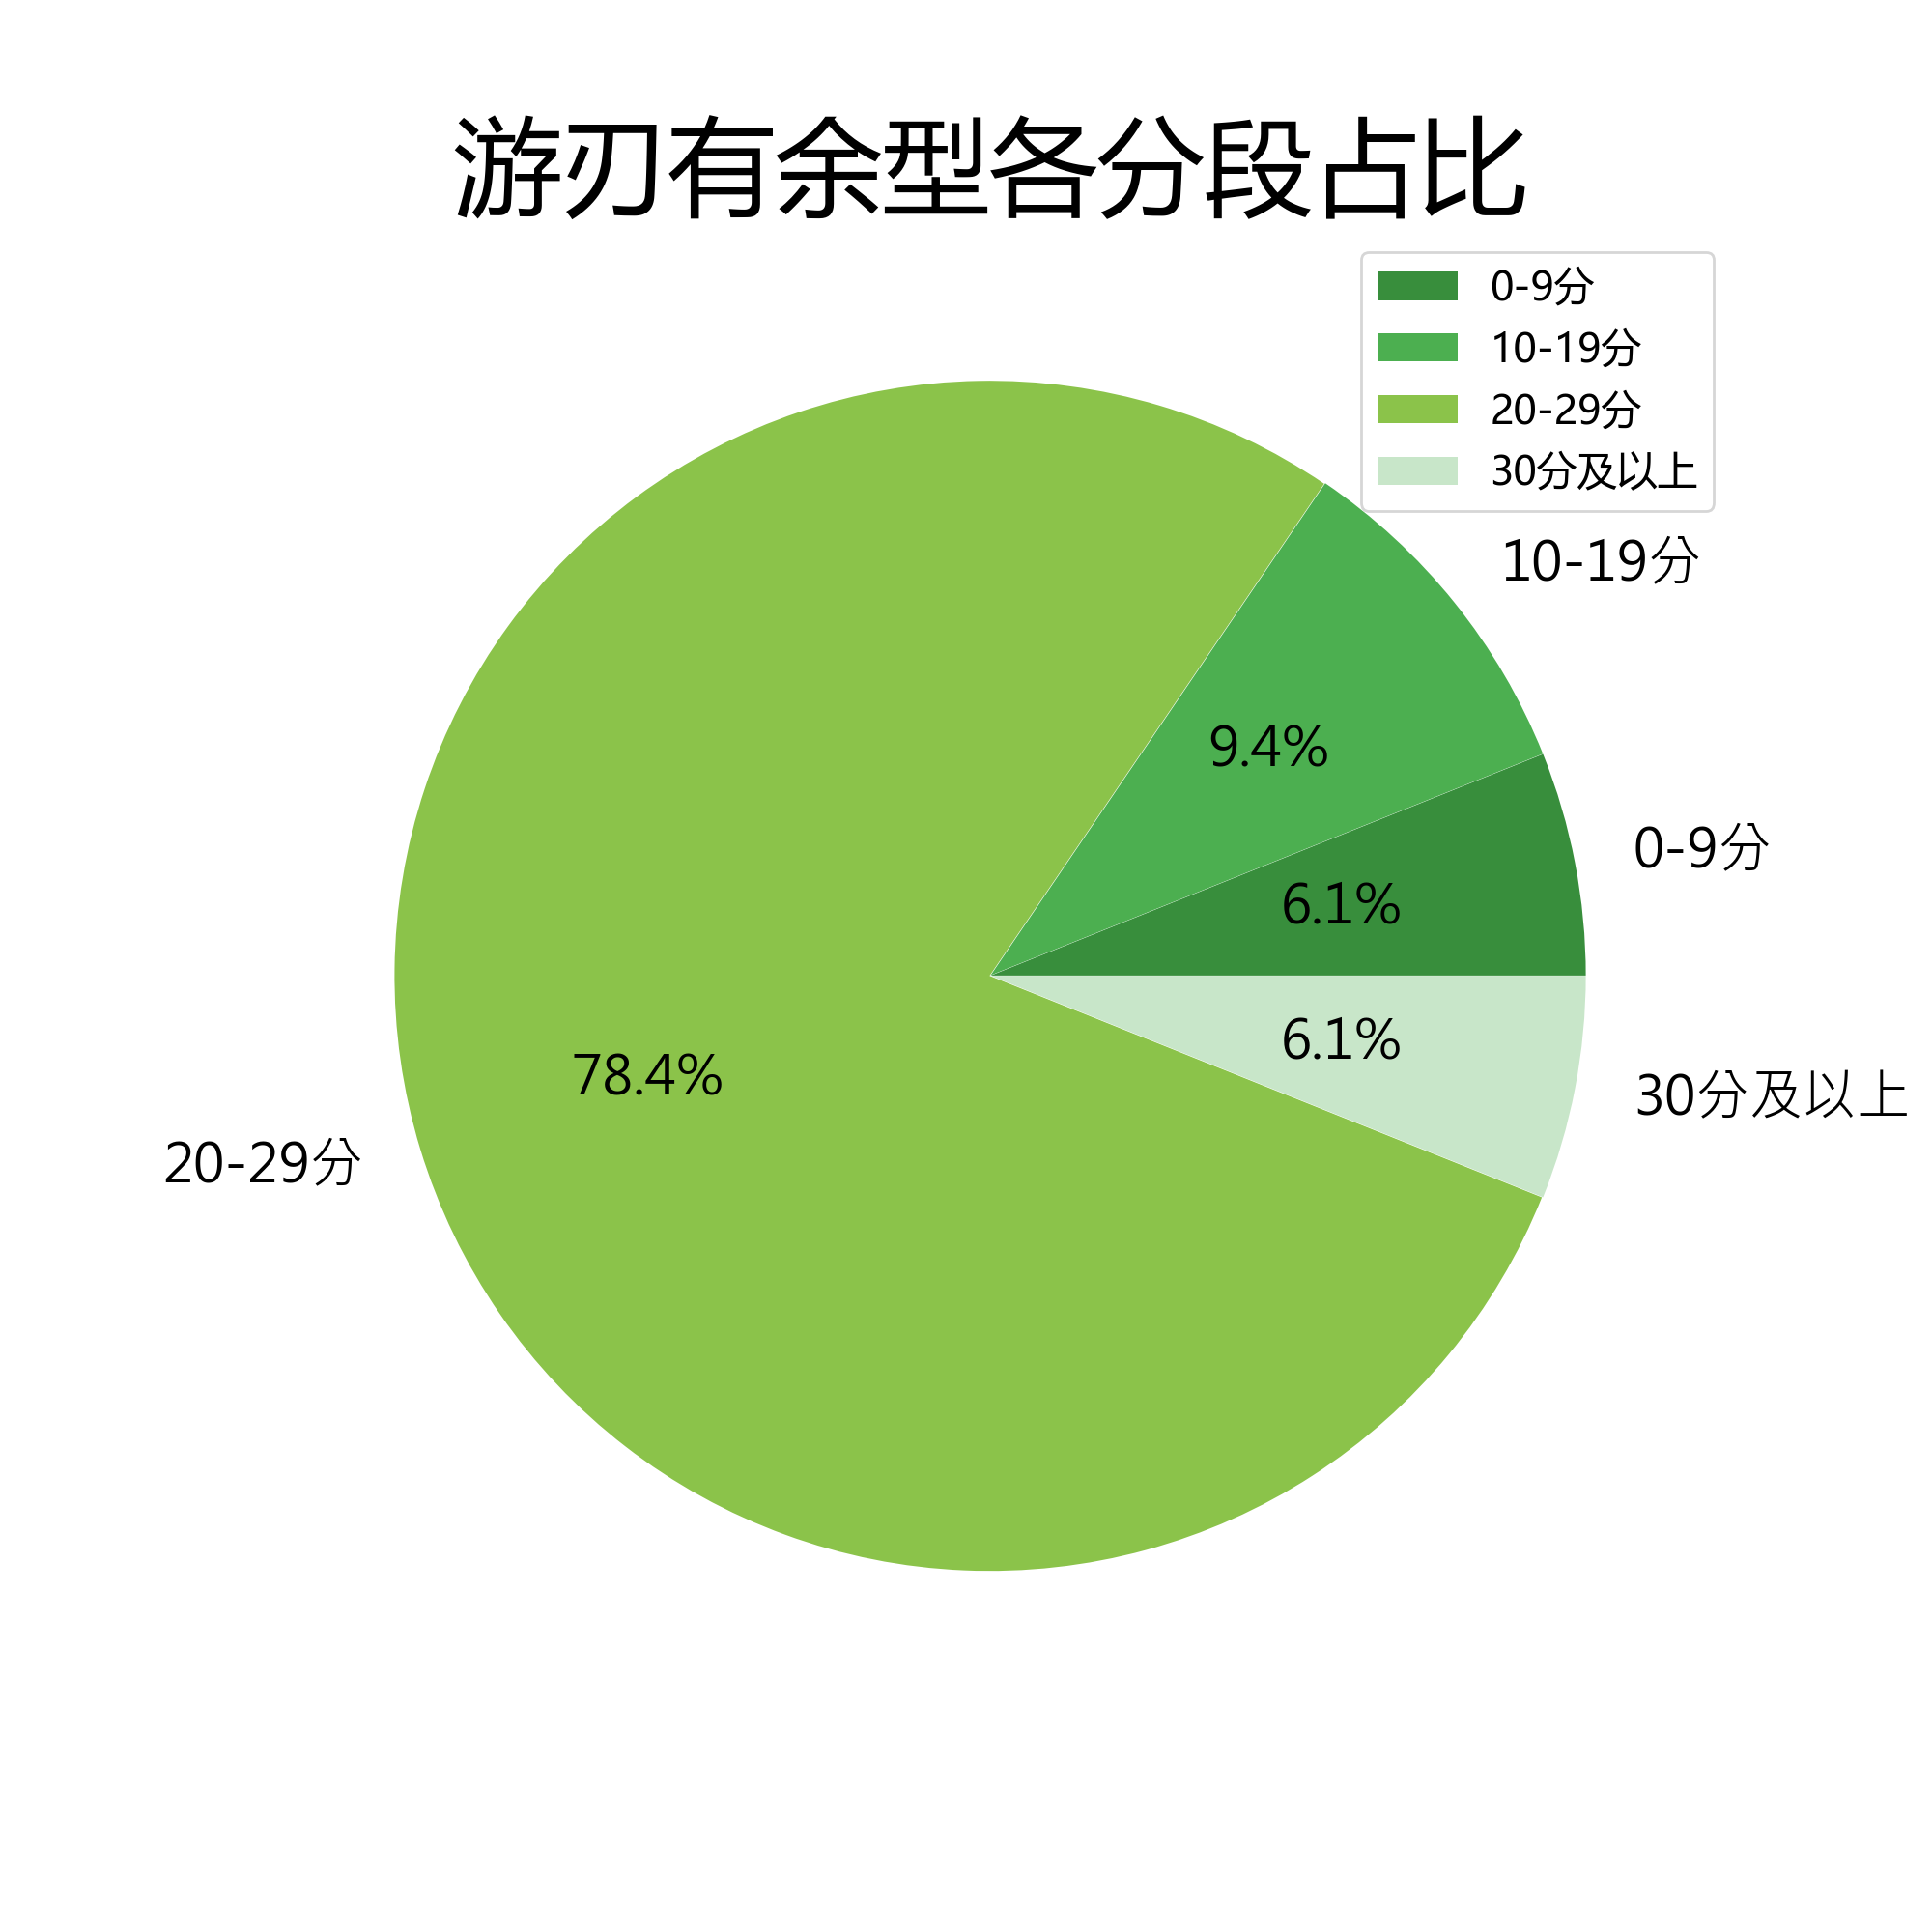 游刃有余型各分段占比
0-9分
10-19分
20-29分
30分及以上
10-19分
9.4%
0-9分
6.1%
6.1%
30分及以上
78.4%
20-29分